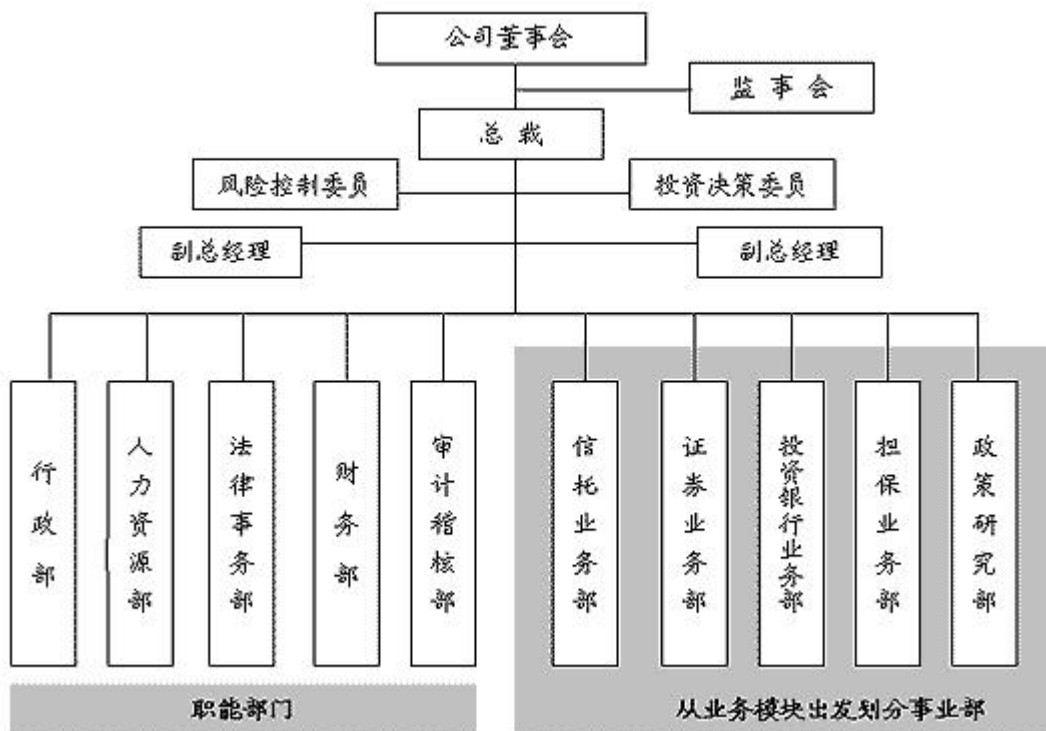 公司董事会
监事会
总裁
风险控制委员
投资决策委员
副总经理
副总经理
行政部
人力资源部
法律事务部
财务部
审计稽核部
信托业务部
证券业务部
投资银行业务部
担保业务部
政策研究部
职能部门
从业务模块出发划分事业部